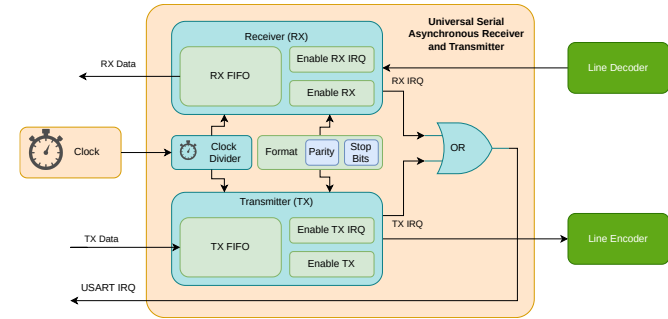 Universal Serial
Asynchronous Receiver
and Transmitter
Receiver (RX)
RX FIFO
Enable RX IRQ
Enable RX
RX Data
RX IRQ
Line Decoder
Clock
Clock
Divider
Format
Parity
Stop
Bits
OR
Transmitter (TX)
TX FIFO
Enable TX IRQ
Enable TX
TX IRQ
TX Data
Line Encoder
USART IRQ